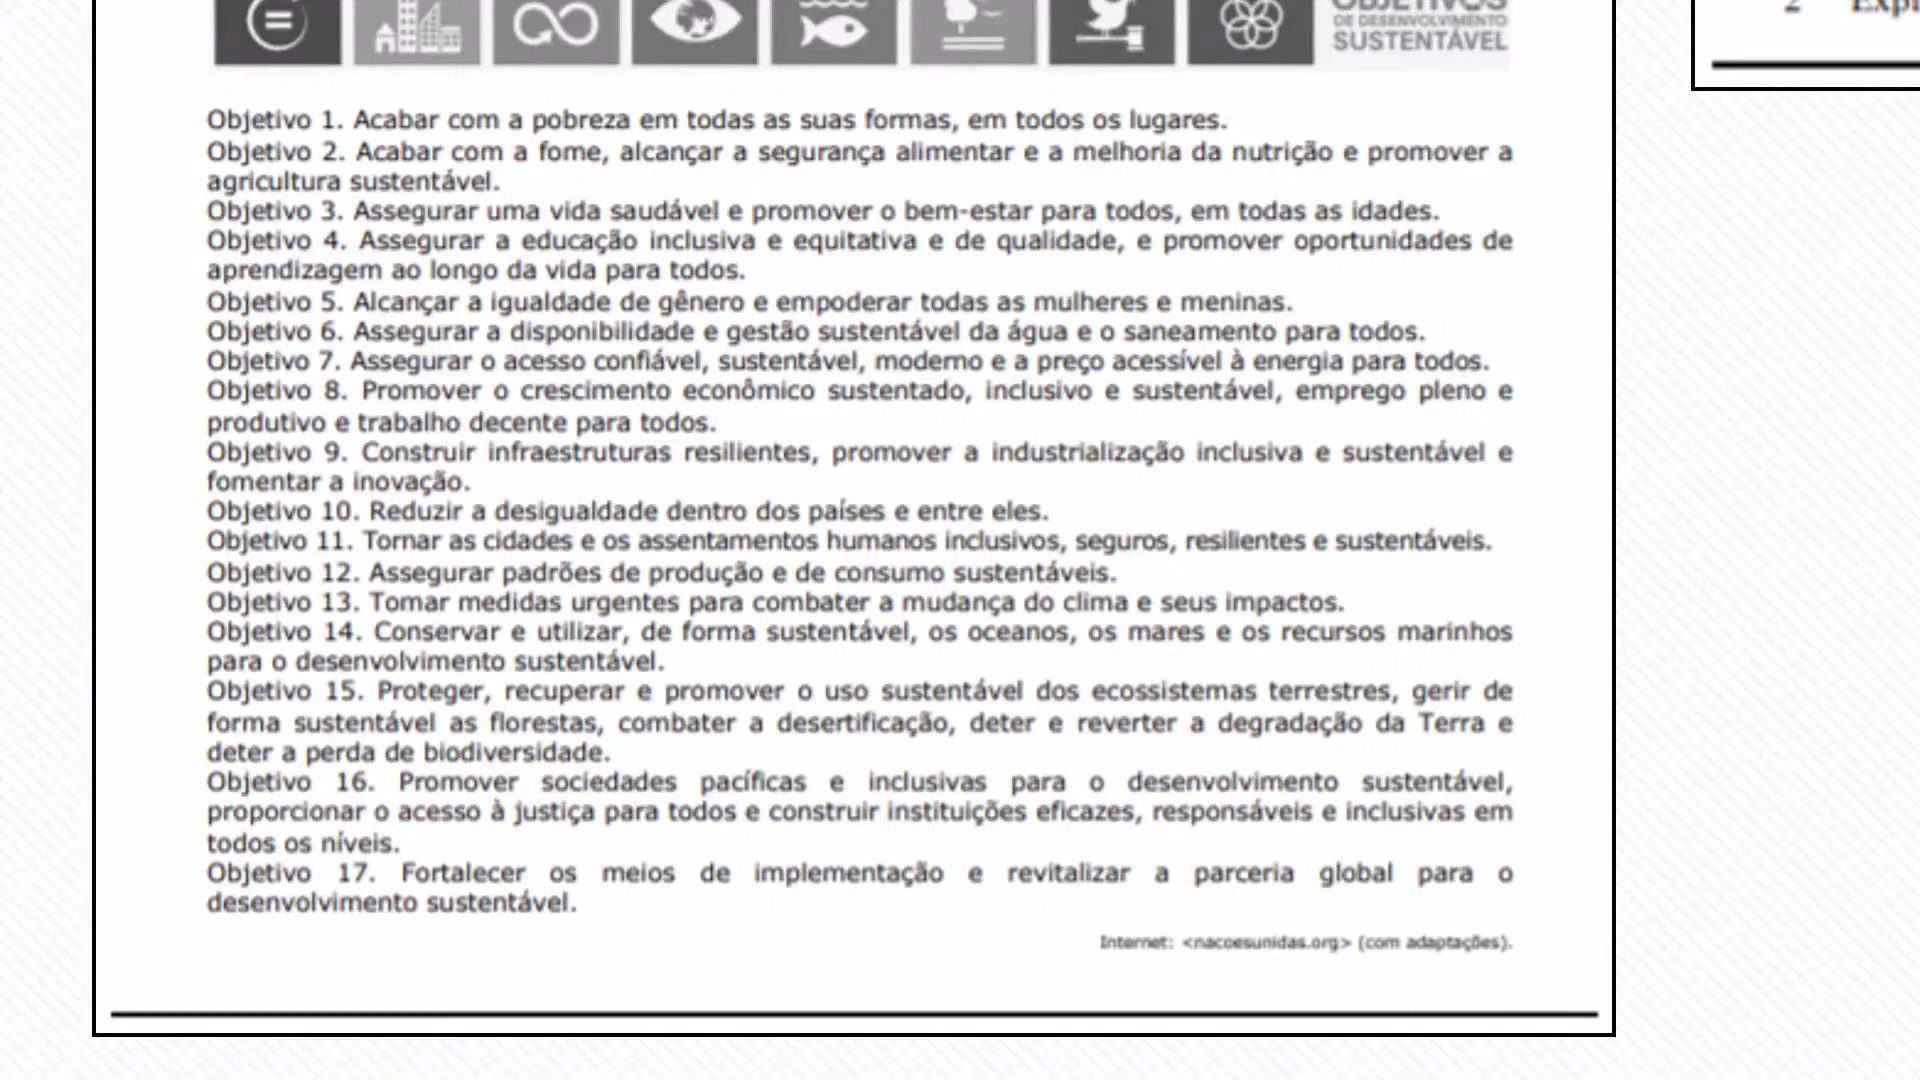 OBJETIVOS
DE DESENVOLVIMENTO
SUSTENTÁVEL
2
Objetivo 1. Acabar com a pobreza em todas as suas formas, em todos os lugares.
Objetivo 2. Acabar com a fome, alcançar a segurança alimentar e a melhoria da nutrição e promover a
agricultura sustentável.
Objetivo 3. Assegurar uma vida saudável e promover o bem-estar para todos, em todas as idades.
Objetivo 4. Assegurar a educação inclusiva e equitativa e de qualidade, e promover oportunidades de
aprendizagem ao longo da vida para todos.
Objetivo 5. Alcançar a igualdade de gênero e empoderar todas as mulheres e meninas.
Objetivo 6. Assegurar a disponibilidade e gestão sustentável da água e o saneamento para todos.
Objetivo 7. Assegurar o acesso confiável, sustentável, moderno e a preço acessível à energia para todos.
Objetivo 8. Promover o crescimento econômico sustentado, inclusivo e sustentável, emprego pleno e
produtivo e trabalho decente para todos.
Objetivo 9. Construir infraestruturas resilientes, promover a industrialização inclusiva e sustentável e
fomentar a inovação.
Objetivo 10. Reduzir a desigualdade dentro dos países e entre eles.
Objetivo 11. Tornar as cidades e os assentamentos humanos inclusivos, seguros, resilientes e sustentáveis.
Objetivo 12. Assegurar padrões de produção e de consumo sustentáveis.
Objetivo 13. Tomar medidas urgentes para combater a mudança do clima e seus impactos.
Objetivo 14. Conservar e utilizar, de forma sustentável, os oceanos, os mares e os recursos marinhos
para o desenvolvimento sustentável.
Objetivo 15. Proteger, recuperar e promover o uso sustentável dos ecossistemas terrestres, gerir de
forma sustentável as florestas, combater a desertificação, deter e reverter a degradação da Terra e
deter a perda de biodiversidade.
Objetivo 16. Promover sociedades pacíficas e inclusivas para o desenvolvimento sustentável,
proporcionar o acesso à justiça para todos e construir instituições eficazes, responsáveis e inclusivas em
todos os níveis.
Objetivo 17. Fortalecer os meios de implementação e revitalizar a parceria global para o
desenvolvimento sustentável.
Internet: <nacoesunidas.org> (com adaptações).